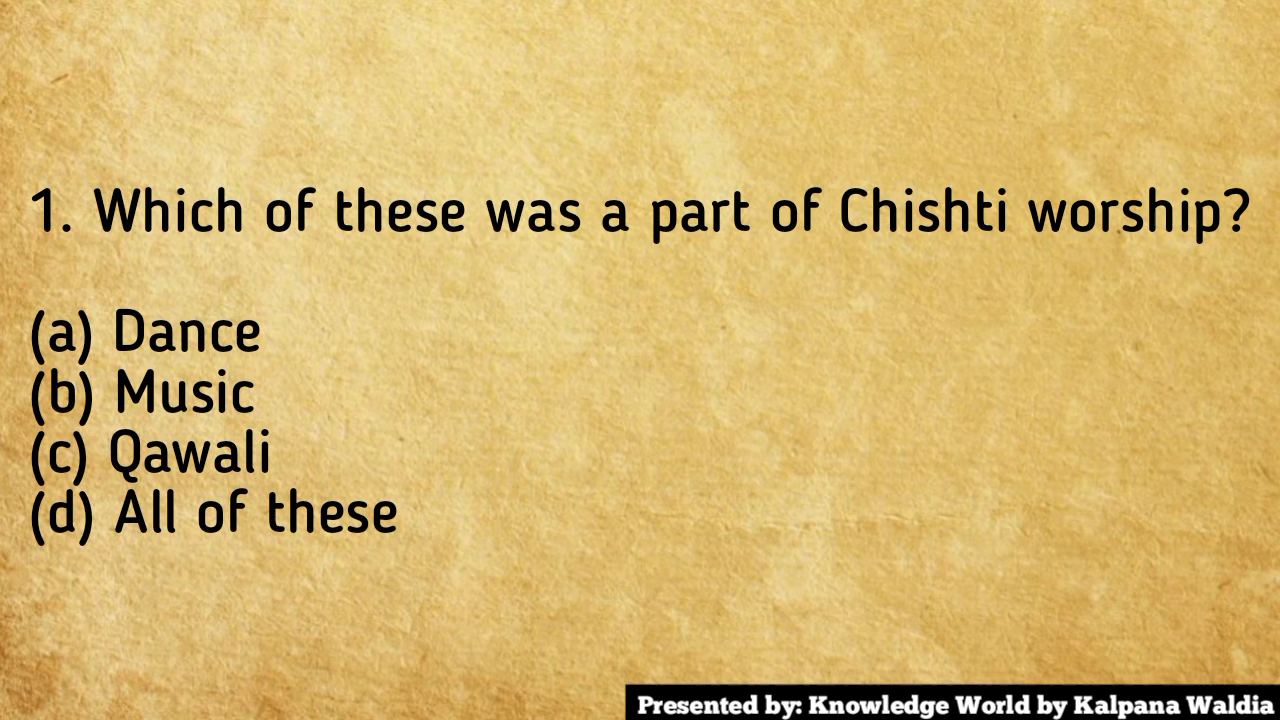 1. Which of these was a part of Chishti worship?
(a) Dance
(b) Music
(c) Qawali
(d) All of these
Presented by: Knowledge World by Kalpana Waldia